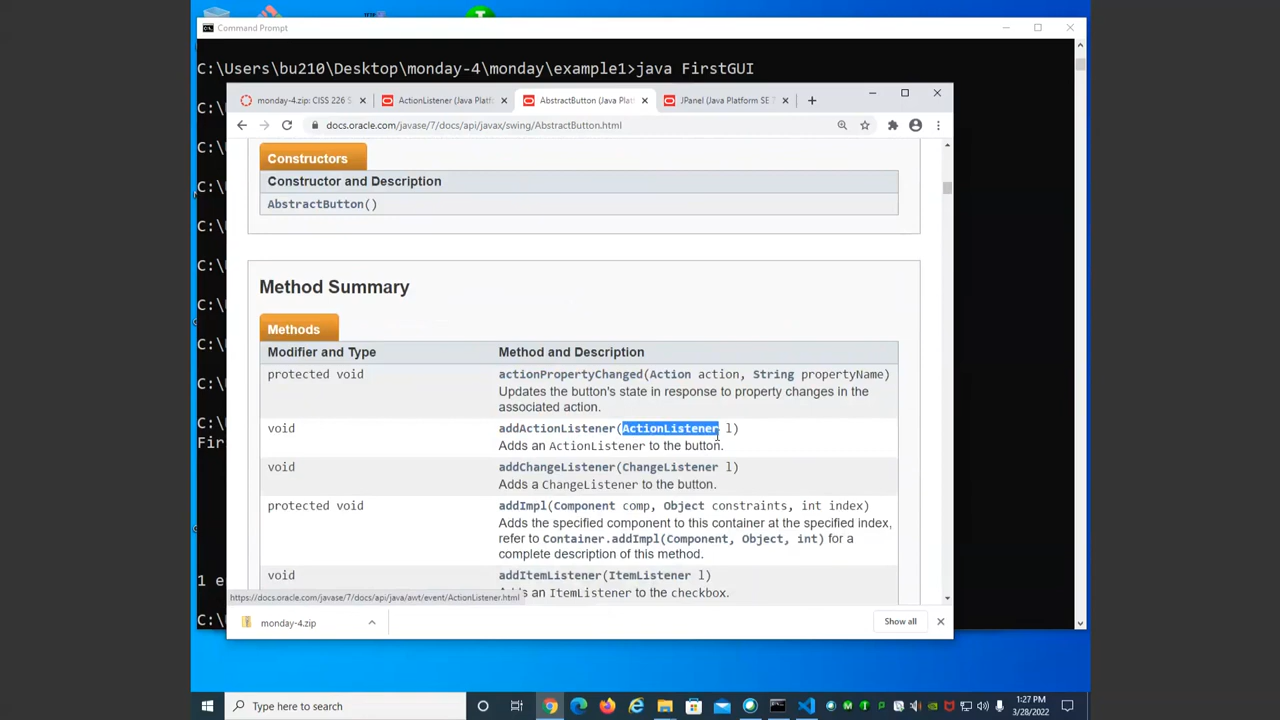 Command Prompt
C:\Users\bu210\Desktop\monday-4\monday\example1>java FirstGUI
monday-4.zip: CISS 226 S
ActionListener (Java Platfo
AbstractButton (Java Platf
JPanel (Java Platform SE 7
docs.oracle.com/javase/7/docs/api/javax/swing/AbstractButton.html
Constructors
Constructor and Description
AbstractButton()
Method Summary
Methods
Modifier and Type Method and Description
protected void actionPropertyChanged(Action action, String propertyName)
Updates the button's state in response to property changes in the
associated action.
void addActionListener(ActionListener l)
Adds an ActionListener to the button.
void addChangeListener(ChangeListener l)
Adds a ChangeListener to the button.
protected void addImpl(Component comp, Object constraints, int index)
Adds the specified component to this container at the specified index,
refer to Container.addImpl(Component, Object, int) for a
complete description of this method.
void addItemListener(ItemListener l)
an ItemListener to the checkbox.
https://docs.oracle.com/javase/7/docs/api/java/awt/event/ActionListener.html
C:\
Fir
1 e
monday-4.zip
Show all
Type here to search
1:27 PM
3/28/2022